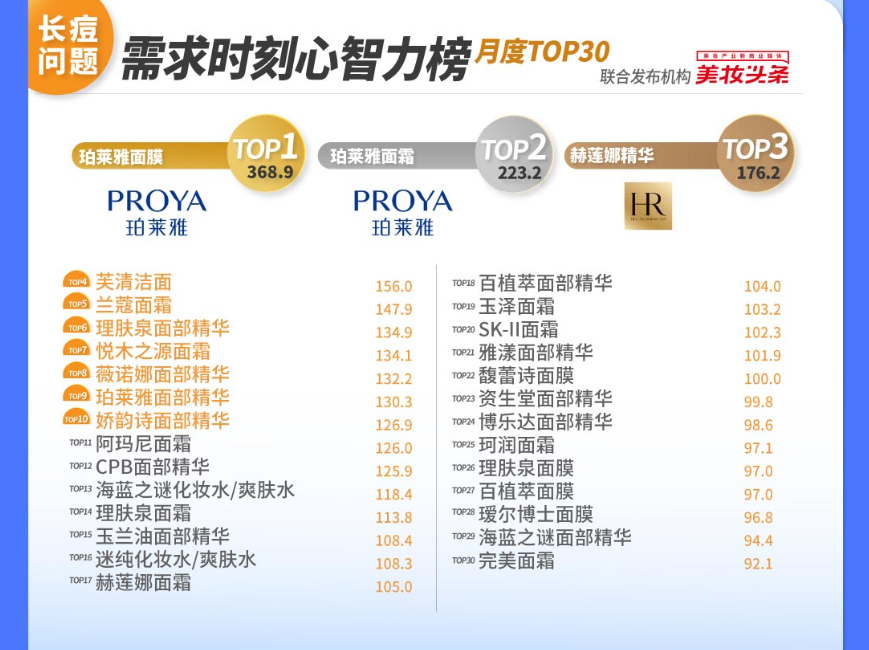 长痘
问题
需求时刻心智力榜 月度TOP30
联合发布机构
美妆产业新商业媒体
美妆头条
珀莱雅面膜 TOP1
368.9
PROYA
珀莱雅
珀莱雅面霜 TOP2
223.2
PROYA
珀莱雅
赫莲娜精华 TOP3
176.2
HR
TOP4 芙清洁面 156.0
TOP5 兰蔻面霜 147.9
TOP6 理肤泉面部精华 134.9
TOP7 悦木之源面霜 134.1
TOP8 薇诺娜面部精华 132.2
TOP9 珀莱雅面部精华 130.3
TOP10 娇韵诗面部精华 126.9
TOP11 阿玛尼面霜 126.0
TOP12 CPB面部精华 125.9
TOP13 海蓝之谜化妆水/爽肤水 118.4
TOP14 理肤泉面霜 113.8
TOP15 玉兰油面部精华 108.4
TOP16 迷纯化妆水/爽肤水 108.3
TOP17 赫莲娜面霜 105.0
TOP18 百植萃面部精华 104.0
TOP19 玉泽面霜 103.2
TOP20 SK-II面霜 102.3
TOP21 雅漾面部精华 101.9
TOP22 馥蕾诗面膜 100.0
TOP23 资生堂面部精华 99.8
TOP24 博乐达面部精华 98.6
TOP25 珂润面霜 97.1
TOP26 理肤泉面膜 97.0
TOP27 百植萃面膜 97.0
TOP28 瑷尔博士面膜 96.8
TOP29 海蓝之谜面部精华 94.4
TOP30 完美面霜 92.1